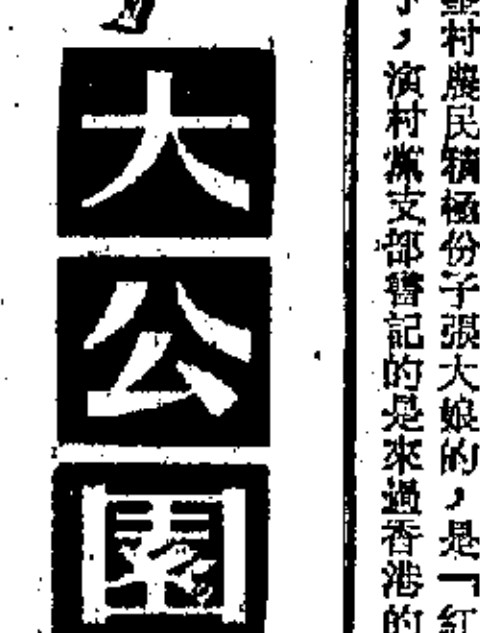 村農民積極份子張大娘的，是「紅
，演村黨支部書記的是來過香港的
大公園